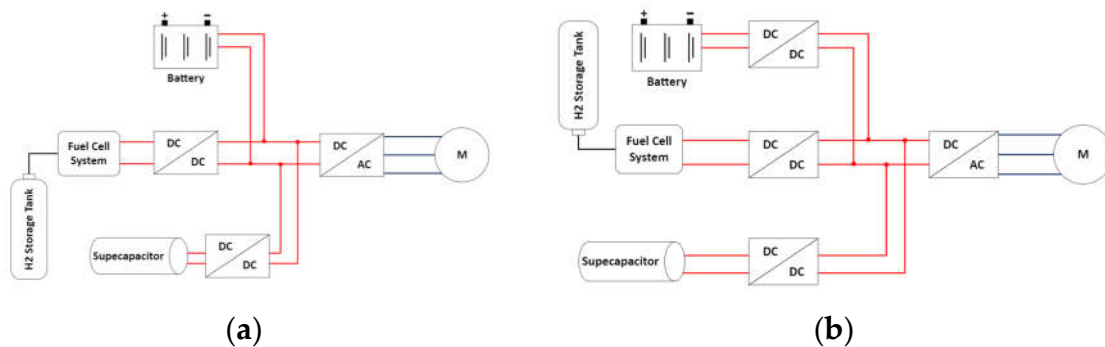 + −
Battery
DC
DC
Fuel Cell
System
DC
AC
M
H2 Storage Tank
Supecapacitor
DC
DC
(a)
+ −
DC
DC
Battery
H2 Storage Tank
Fuel Cell
System
DC
DC
DC
AC
M
Supecapacitor
DC
DC
(b)